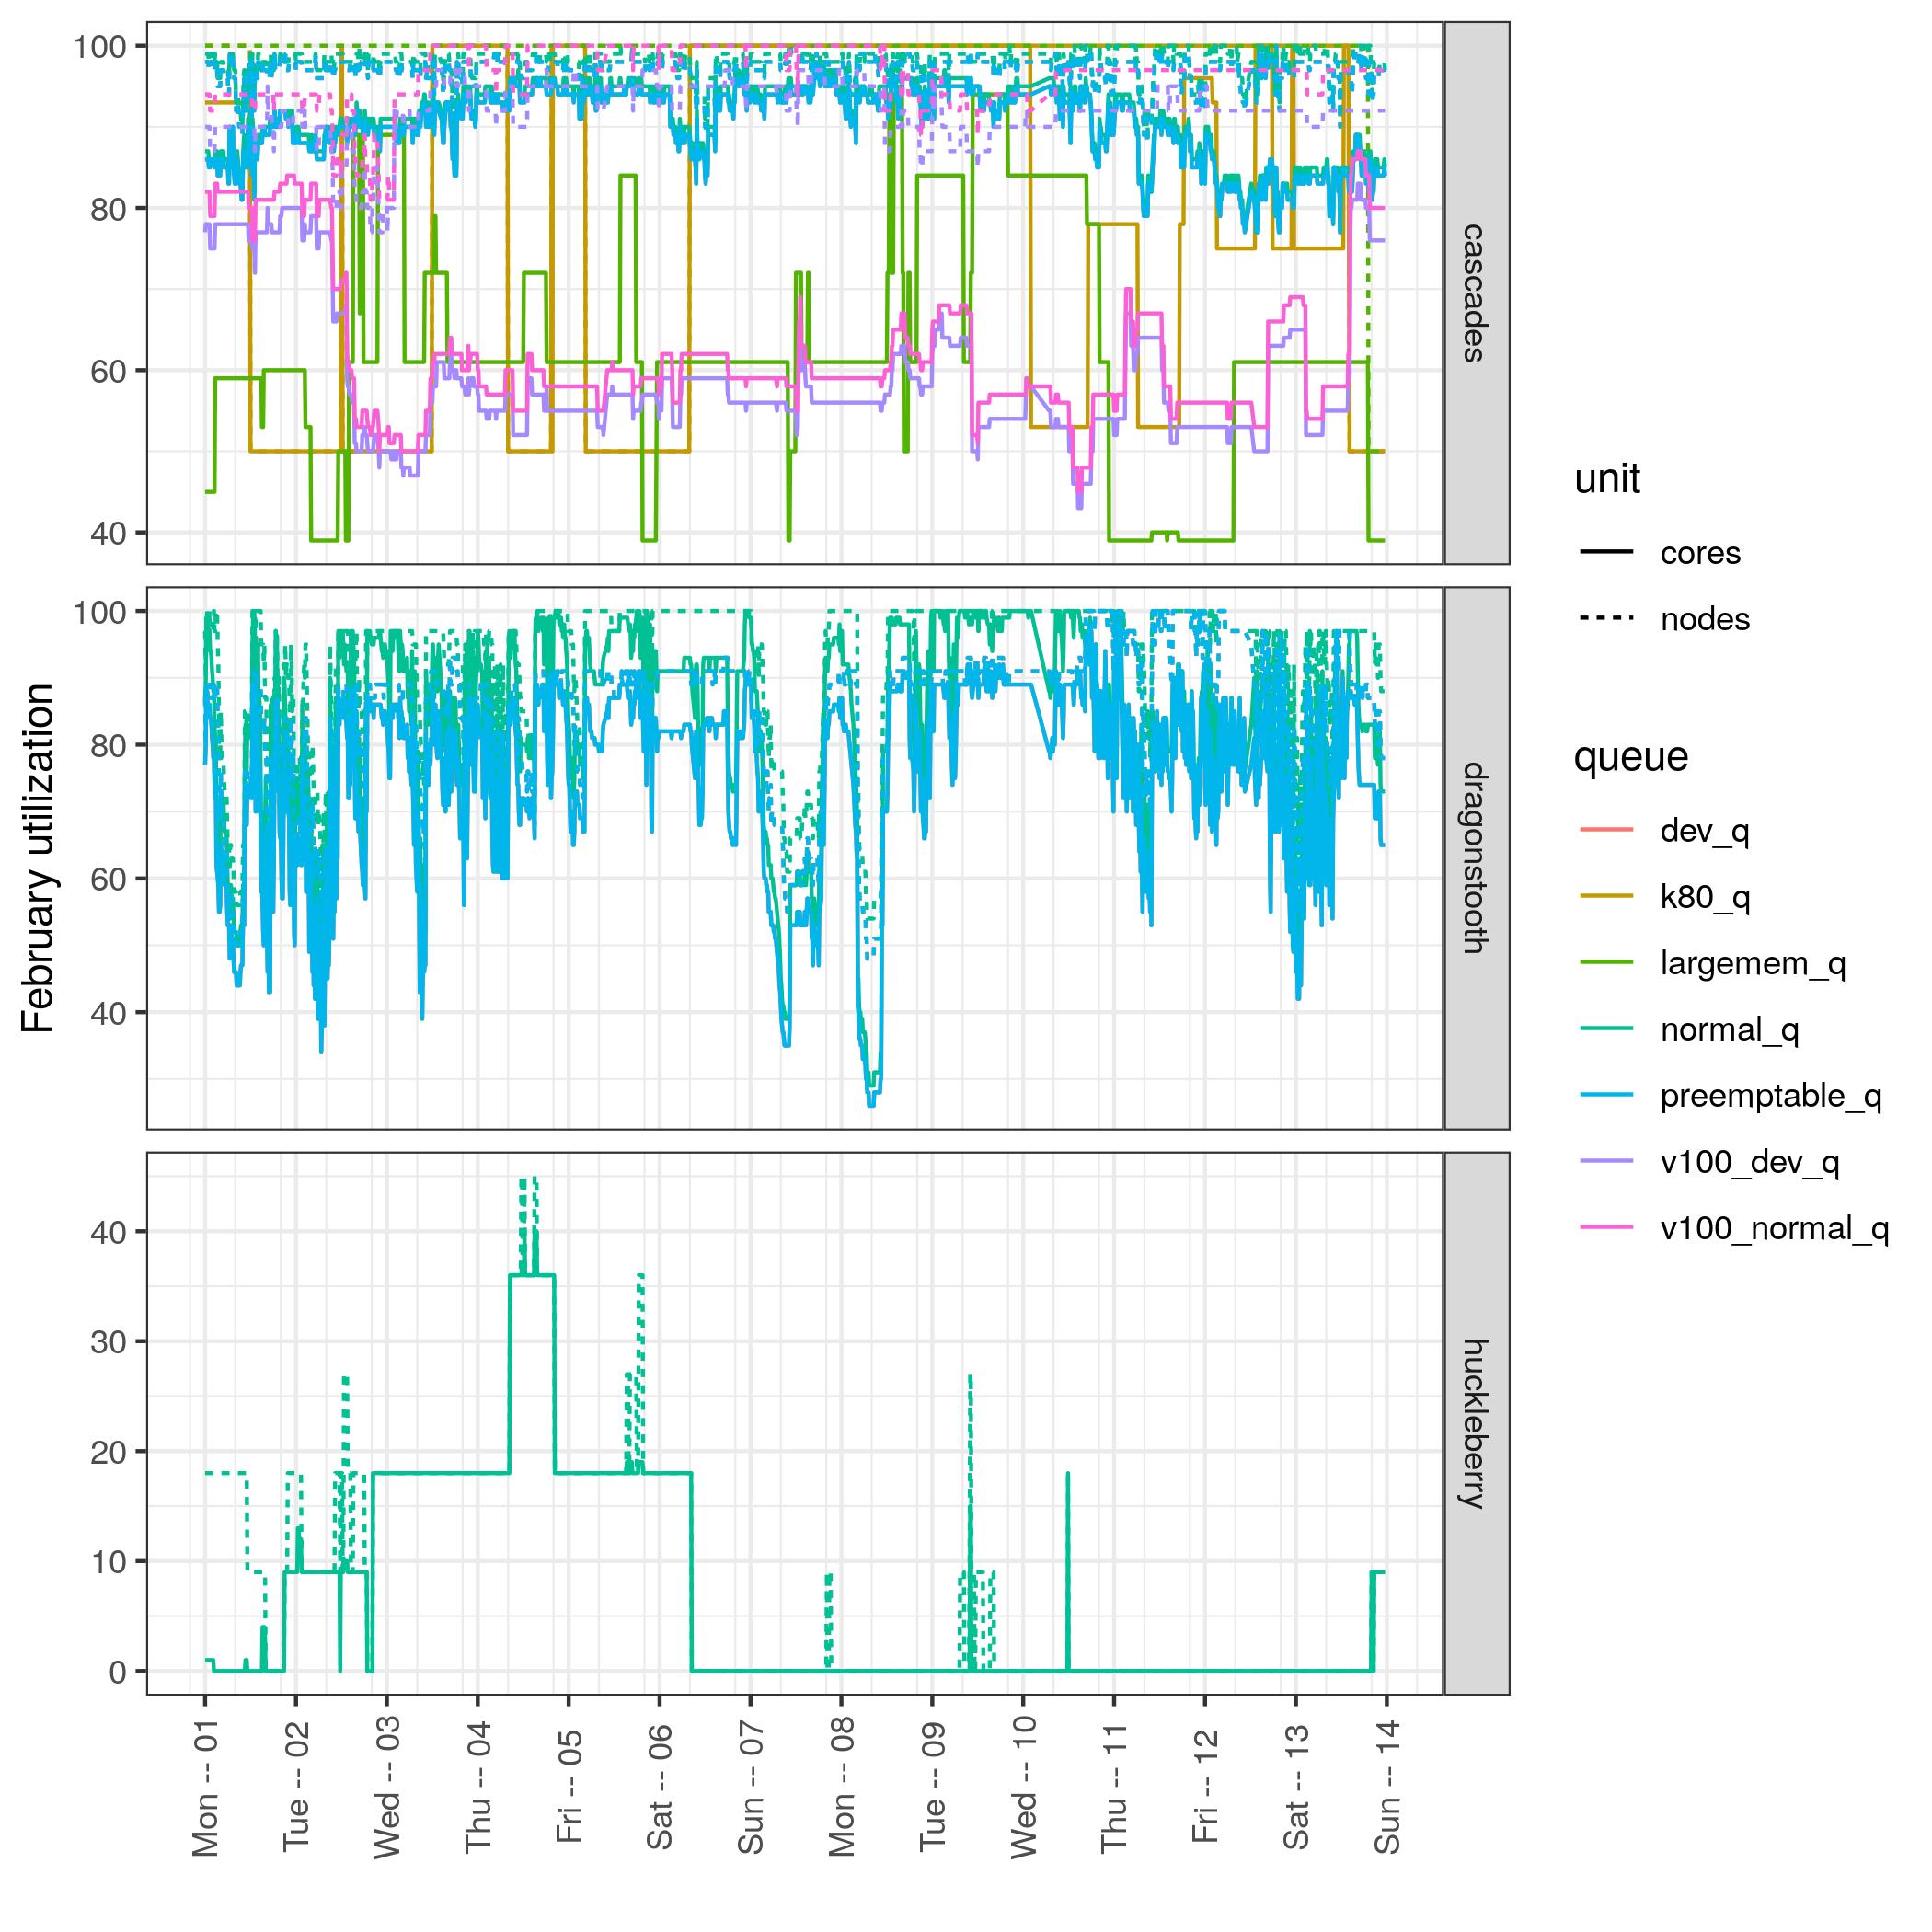 February utilization
100
80
60
40
cascades
100
80
60
40
dragonstooth
40
30
20
10
0
huckleberry
Mon -- 01
Tue -- 02
Wed -- 03
Thu -- 04
Fri -- 05
Sat -- 06
Sun -- 07
Mon -- 08
Tue -- 09
Wed -- 10
Thu -- 11
Fri -- 12
Sat -- 13
Sun -- 14
unit
cores
nodes
queue
dev_q
k80_q
largemem_q
normal_q
preemptable_q
v100_dev_q
v100_normal_q